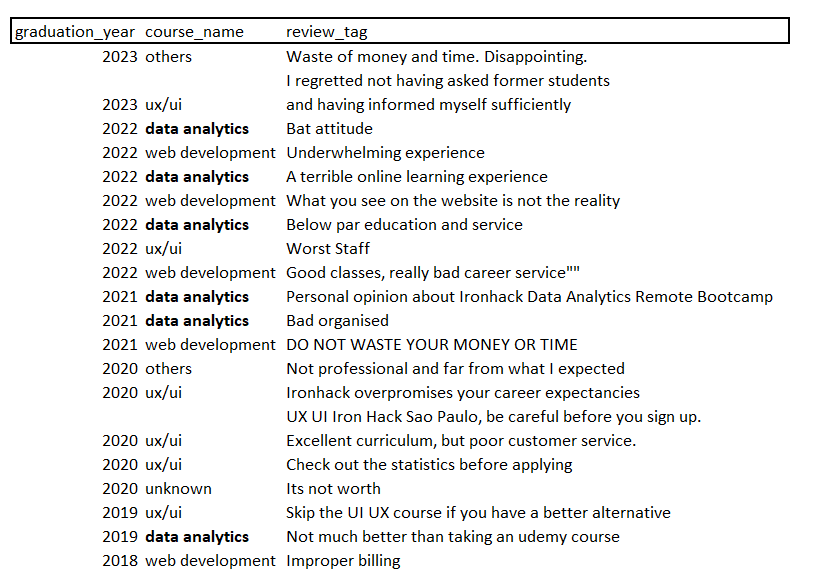 graduation_year course_name review_tag
2023 others Waste of money and time. Disappointing.
I regretted not having asked former students
2023 ux/ui and having informed myself sufficiently
2022 data analytics Bat attitude
2022 web development Underwhelming experience
2022 data analytics A terrible online learning experience
2022 web development What you see on the website is not the reality
2022 data analytics Below par education and service
2022 ux/ui Worst Staff
2022 web development Good classes, really bad career service""
2021 data analytics Personal opinion about Ironhack Data Analytics Remote Bootcamp
2021 data analytics Bad organised
2021 web development DO NOT WASTE YOUR MONEY OR TIME
2020 others Not professional and far from what I expected
2020 ux/ui Ironhack overpromises your career expectancies
UX UI Iron Hack Sao Paulo, be careful before you sign up.
2020 ux/ui Excellent curriculum, but poor customer service.
2020 ux/ui Check out the statistics before applying
2020 unknown Its not worth
2019 ux/ui Skip the UI UX course if you have a better alternative
2019 data analytics Not much better than taking an udemy course
2018 web development Improper billing